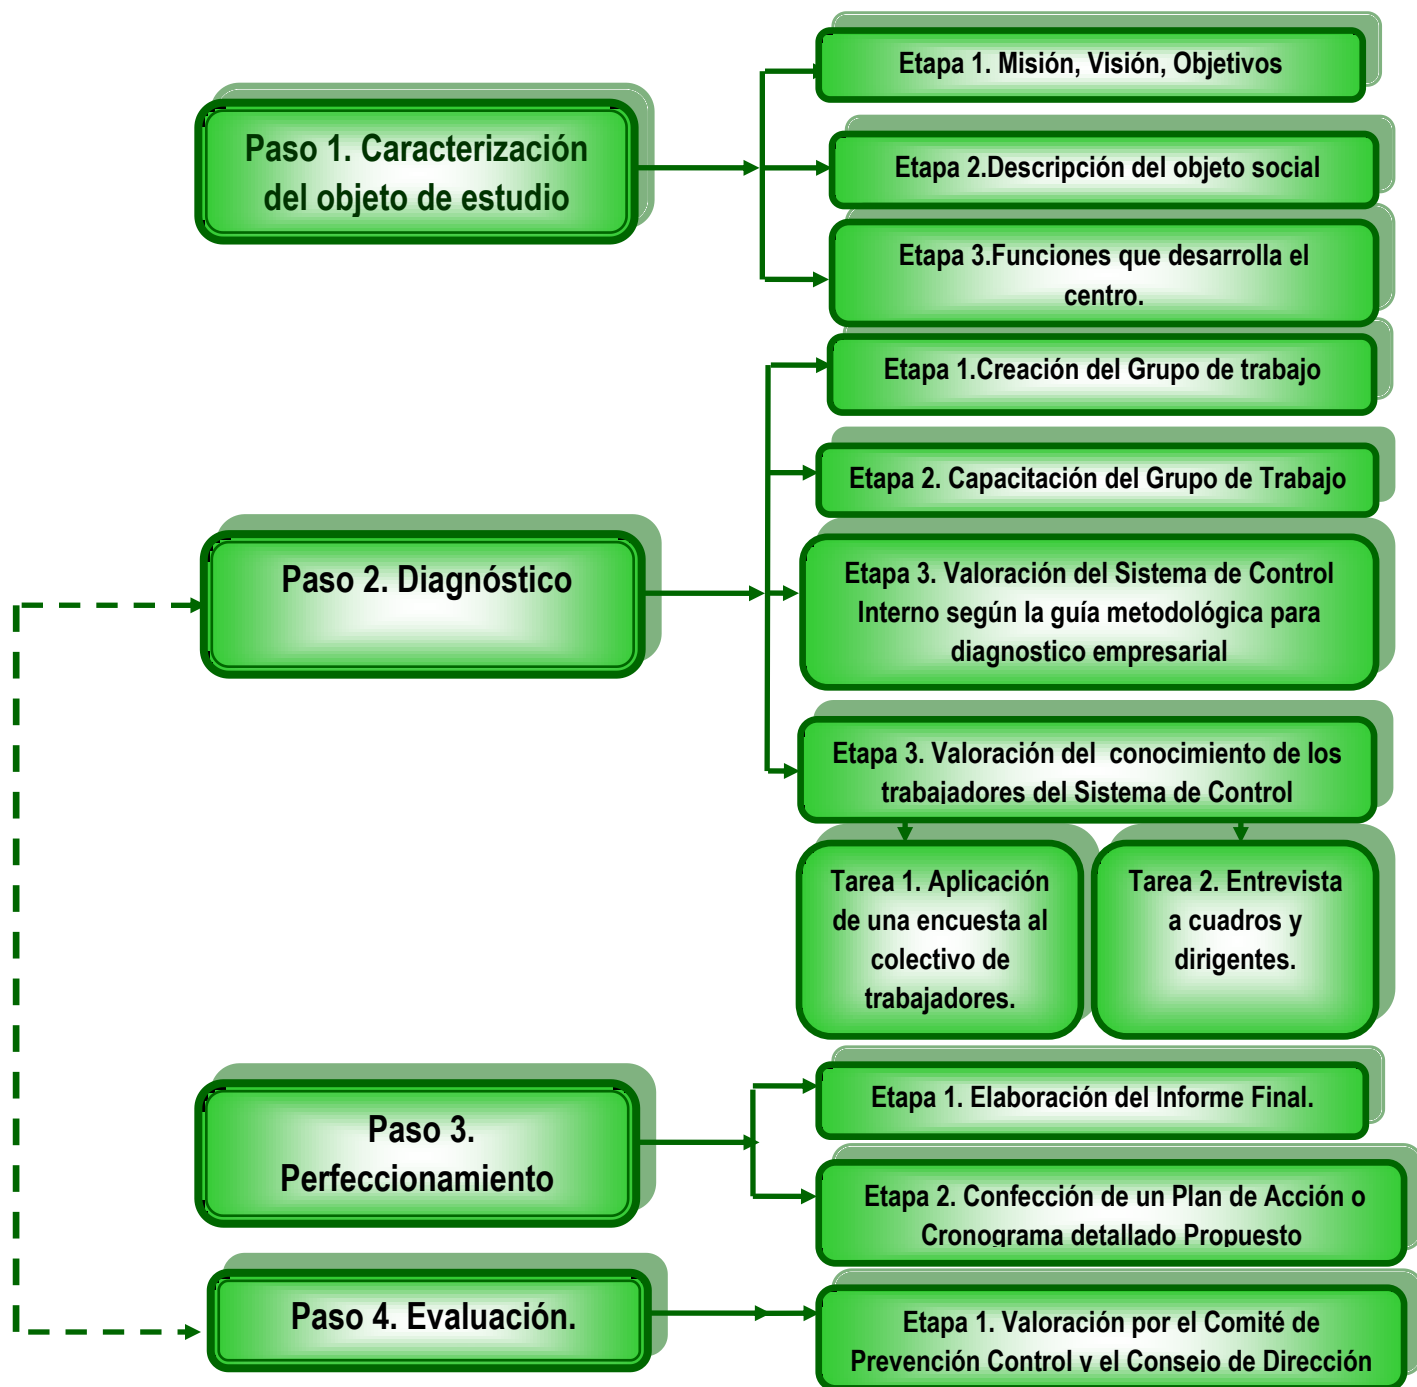 Paso 1. Caracterización
del objeto de estudio
Etapa 1. Misión, Visión, Objetivos
Etapa 2.Descripción del objeto social
Etapa 3.Funciones que desarrolla el
centro.
Paso 2. Diagnóstico
Etapa 1.Creación del Grupo de trabajo
Etapa 2. Capacitación del Grupo de Trabajo
Etapa 3. Valoración del Sistema de Control
Interno según la guía metodológica para
diagnostico empresarial
Etapa 3. Valoración del conocimiento de los
trabajadores del Sistema de Control
Tarea 1. Aplicación
de una encuesta al
colectivo de
trabajadores.
Tarea 2. Entrevista
a cuadros y
dirigentes.
Paso 3.
Perfeccionamiento
Etapa 1. Elaboración del Informe Final.
Etapa 2. Confección de un Plan de Acción o
Cronograma detallado Propuesto
Paso 4. Evaluación.
Etapa 1. Valoración por el Comité de
Prevención Control y el Consejo de Dirección